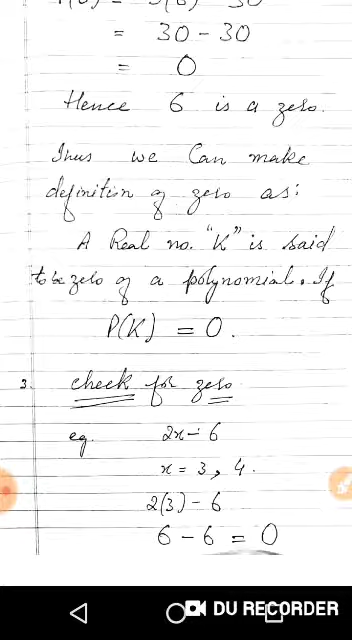 = 30 - 30
= 0
Hence 6 is a zero.
Thus we Can make
definition of zero as:
A Real no. "K" is said
to be zero of a polynomial. If
P(K) = 0.
3. check for zero
eg. 2x - 6
x = 3, 4.
2(3) - 6
6 - 6 = 0
DU RECORDER